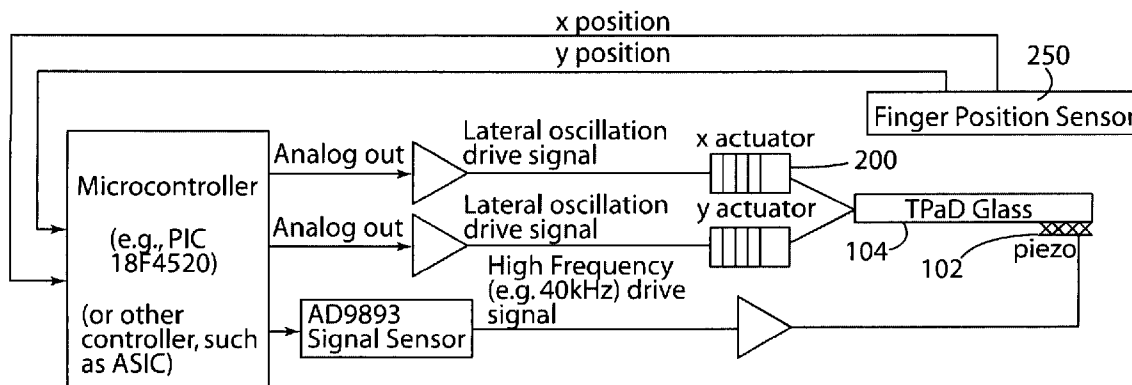 x position
y position
250
Finger Position Sensor
Microcontroller
(e.g., PIC
18F4520)
(or other
controller, such
as ASIC)
Analog out
Lateral oscillation
drive signal
x actuator
200
Analog out
Lateral oscillation
drive signal
y actuator
TPaD Glass
104
102
piezo
AD9893
Signal Sensor
High Frequency
(e.g. 40kHz) drive
signal